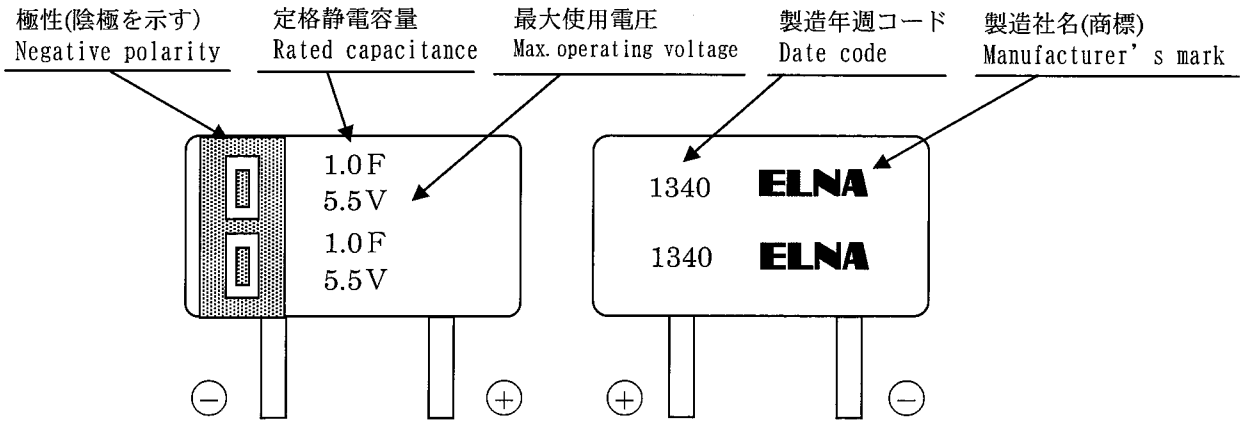 極性(陰極を示す)
Negative polarity
定格静電容量
Rated capacitance
最大使用電圧
Max. operating voltage
製造年週コード
Date code
製造社名(商標)
Manufacturer’s mark
1.0F
5.5V
1.0F
5.5V
1340 ELNA
1340 ELNA
− +
+ −